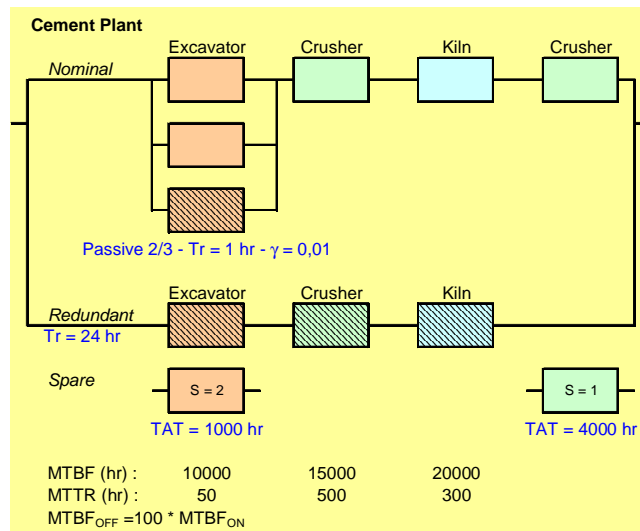 Cement Plant
Excavator Crusher Kiln Crusher
Nominal
Passive 2/3 - Tr = 1 hr - γ = 0,01
Excavator Crusher Kiln
Redundant
Tr = 24 hr
Spare
S = 2 S = 1
TAT = 1000 hr TAT = 4000 hr
MTBF (hr) : 10000 15000 20000
MTTR (hr) : 50 500 300
MTBFOFF =100 * MTBFON